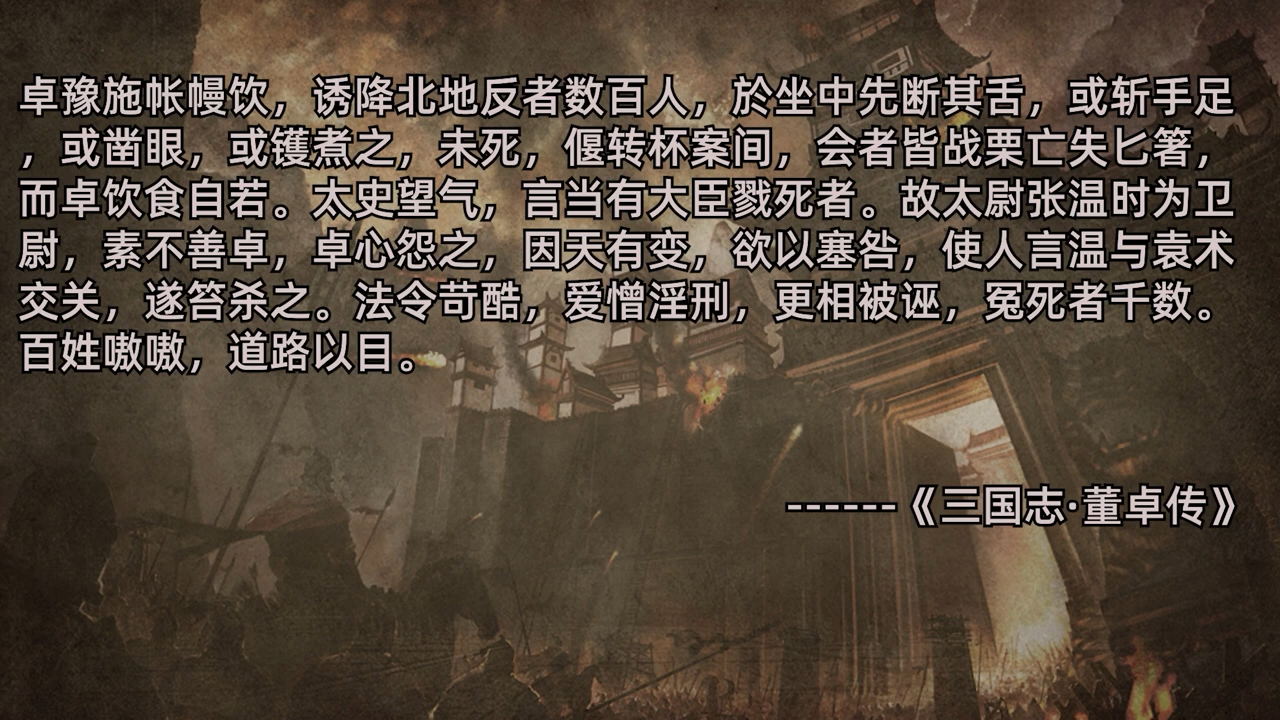 卓豫施帐幔饮，诱降北地反者数百人，於坐中先断其舌，或斩手足
，或凿眼，或镬煮之，未死，偃转杯案间，会者皆战栗亡失匕箸，
而卓饮食自若。太史望气，言当有大臣戮死者。故太尉张温时为卫
尉，素不善卓，卓心怨之，因天有变，欲以塞咎，使人言温与袁术
交关，遂笞杀之。法令苛酷，爱憎淫刑，更相被诬，冤死者千数。
百姓嗷嗷，道路以目。
------《三国志·董卓传》